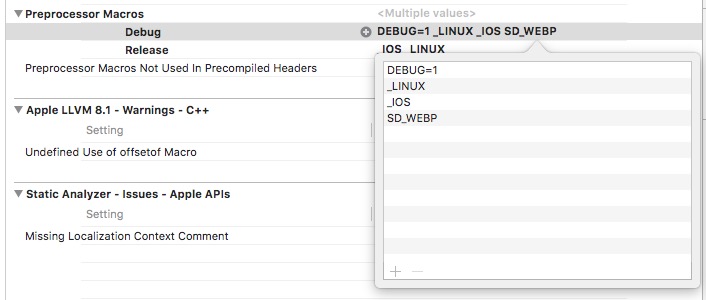 Preprocessor Macros <Multiple values>
Debug DEBUG=1 _LINUX _IOS SD_WEBP
Release _IOS _LINUX
Preprocessor Macros Not Used In Precompiled Headers
DEBUG=1
_LINUX
_IOS
SD_WEBP
Apple LLVM 8.1 - Warnings - C++
Setting
Undefined Use of offsetof Macro
Static Analyzer - Issues - Apple APIs
Setting
Missing Localization Context Comment